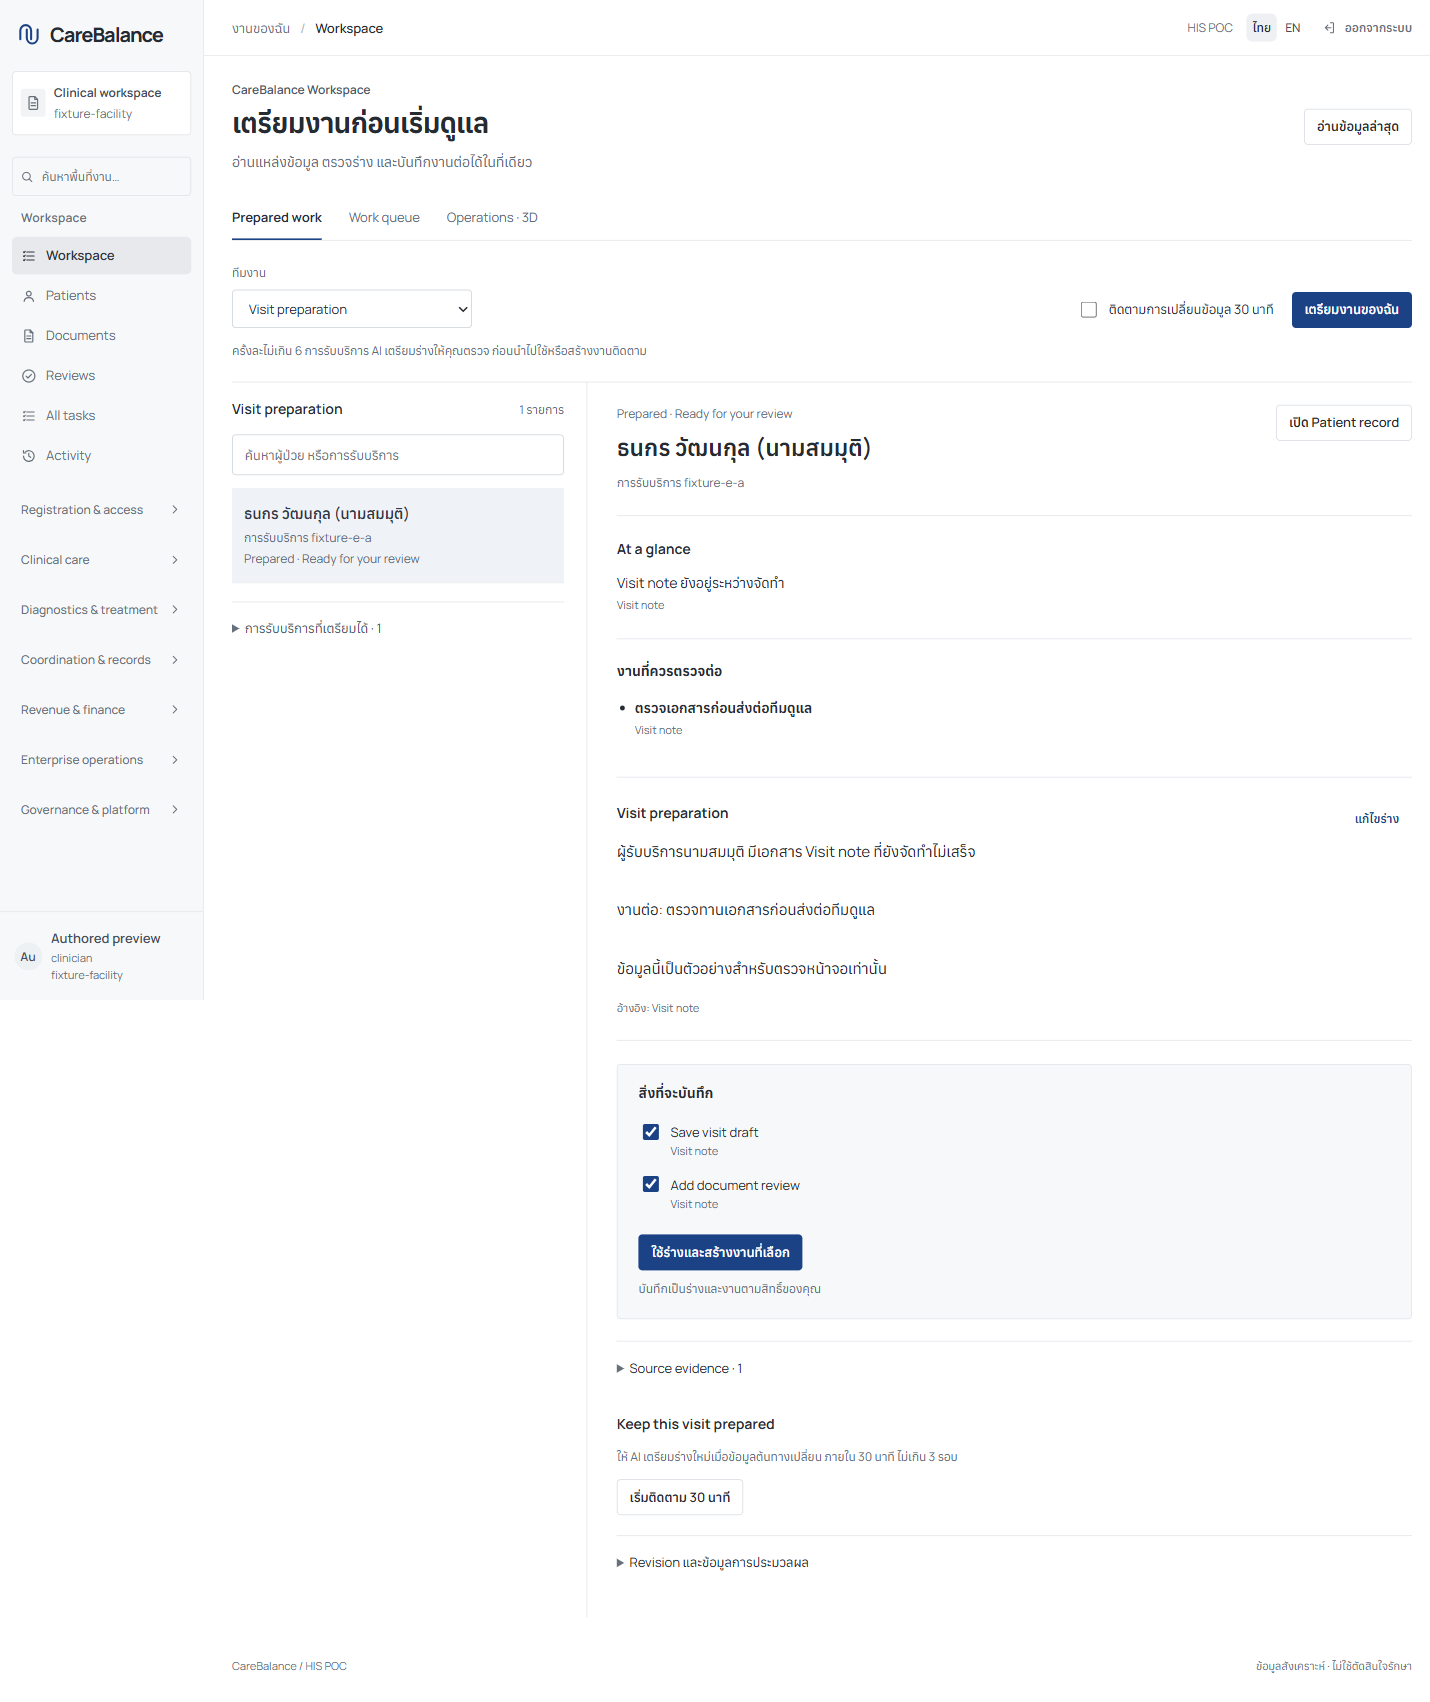 CareBalance
Clinical workspace
fixture-facility
ค้นหาพื้นที่งาน...
Workspace
Workspace
Patients
Documents
Reviews
All tasks
Activity
Registration & access
Clinical care
Diagnostics & treatment
Coordination & records
Revenue & finance
Enterprise operations
Governance & platform
Au
Authored preview
clinician
fixture-facility
งานของฉัน / Workspace
HIS POC ไทย EN ออกจากระบบ
CareBalance Workspace
เตรียมงานก่อนเริ่มดูแล
อ่านแหล่งข้อมูล ตรวจร่าง และบันทึกงานต่อได้ในที่เดียว
อ่านข้อมูลล่าสุด
Prepared work Work queue Operations · 3D
ทีมงาน
Visit preparation
ติดตามการเปลี่ยนข้อมูล 30 นาที
เตรียมงานของฉัน
ครั้งละไม่เกิน 6 การรับบริการ AI เตรียมร่างให้คุณตรวจ ก่อนนำไปใช้หรือสร้างงานติดตาม
Visit preparation 1 รายการ
ค้นหาผู้ป่วย หรือการรับบริการ
ธนกร วัฒนกุล (นามสมมุติ)
การรับบริการ fixture-e-a
Prepared · Ready for your review
การรับบริการที่เตรียมได้ · 1
Prepared · Ready for your review
ธนกร วัฒนกุล (นามสมมุติ)
การรับบริการ fixture-e-a
เปิด Patient record
At a glance
Visit note ยังอยู่ระหว่างจัดทำ
Visit note
งานที่ควรตรวจต่อ
• ตรวจเอกสารก่อนส่งต่อทีมดูแล
Visit note
Visit preparation
แก้ไขร่าง
ผู้รับบริการนามสมมุติ มีเอกสาร Visit note ที่ยังจัดทำไม่เสร็จ
งานต่อ: ตรวจทานเอกสารก่อนส่งต่อทีมดูแล
ข้อมูลนี้เป็นตัวอย่างสำหรับตรวจหน้าจอเท่านั้น
อ้างอิง: Visit note
สิ่งที่จะบันทึก
Save visit draft
Visit note
Add document review
Visit note
ใช้ร่างและสร้างงานที่เลือก
บันทึกเป็นร่างและงานตามสิทธิ์ของคุณ
Source evidence · 1
Keep this visit prepared
ให้ AI เตรียมร่างใหม่เมื่อข้อมูลต้นทางเปลี่ยน ภายใน 30 นาที ไม่เกิน 3 รอบ
เริ่มติดตาม 30 นาที
Revision และข้อมูลการประมวลผล
CareBalance / HIS POC
ข้อมูลสังเคราะห์ · ไม่ใช้ตัดสินใจรักษา